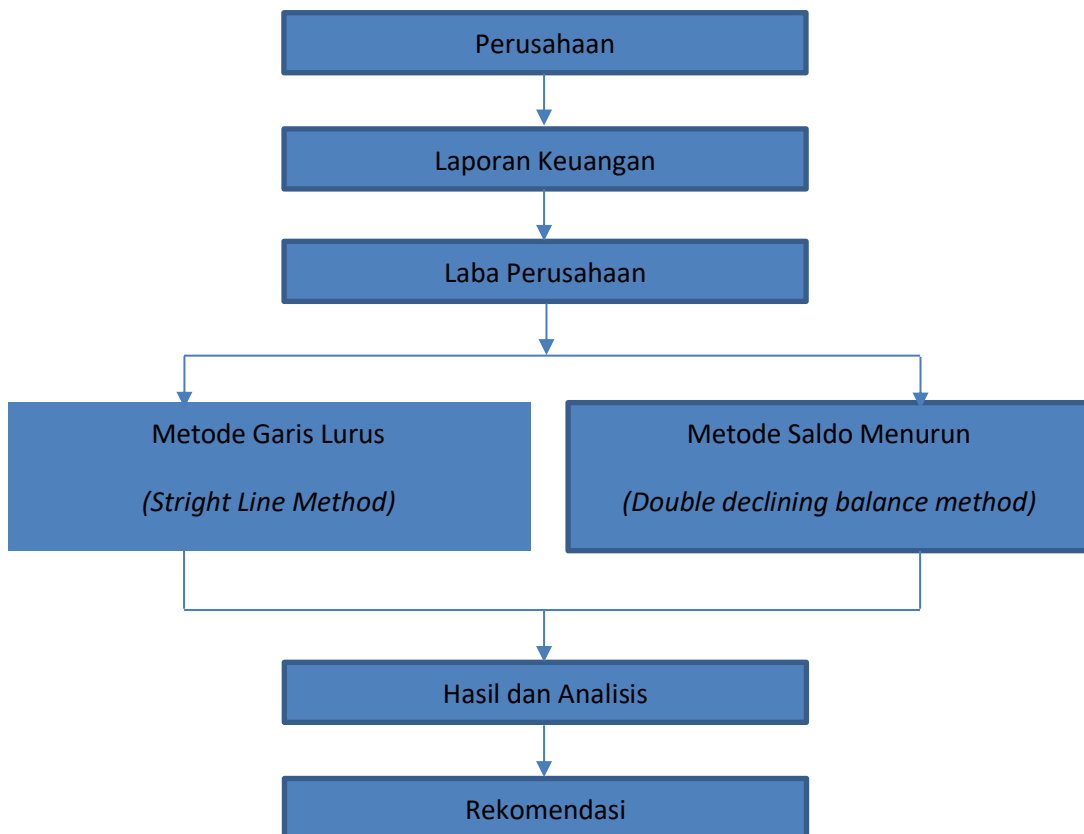 Perusahaan
Laporan Keuangan
Laba Perusahaan
Metode Garis Lurus
(Stright Line Method)
Metode Saldo Menurun
(Double declining balance method)
Hasil dan Analisis
Rekomendasi